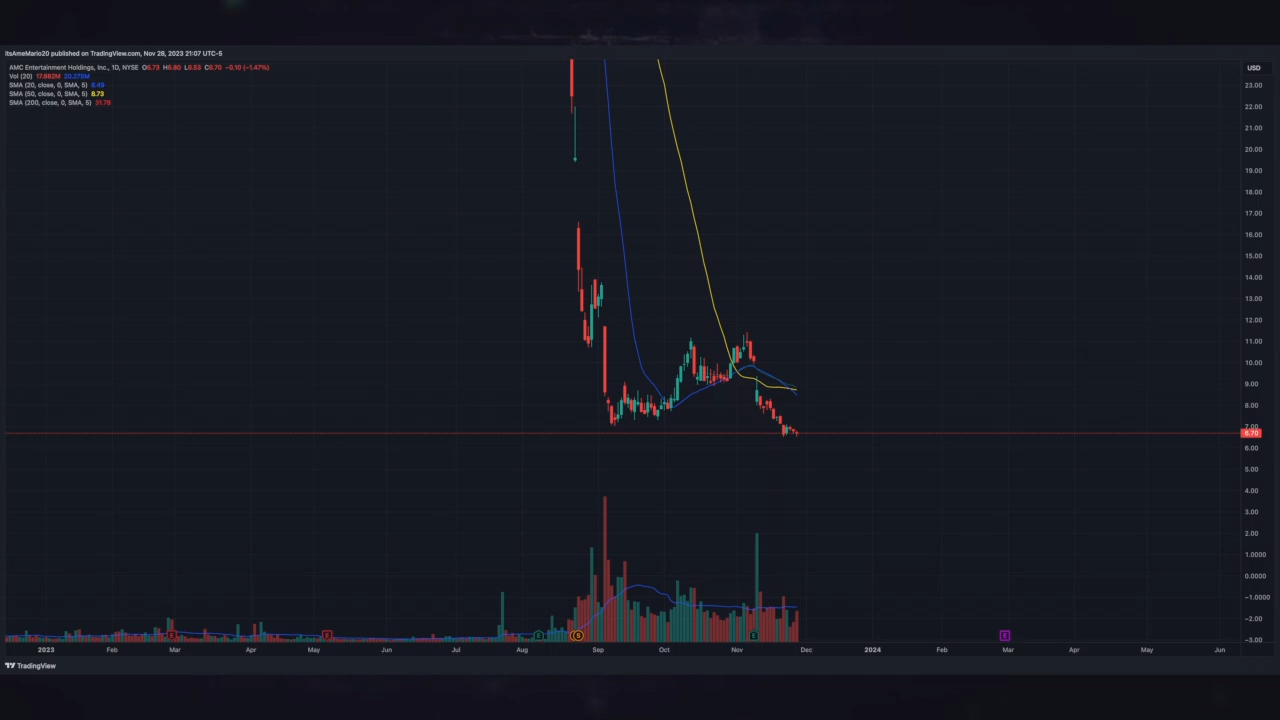 ItsAmeMario20 published on TradingView.com, Nov 28, 2023 21:07 UTC-5
AMC Entertainment Holdings, Inc., 1D, NYSE O6.73 H6.80 L6.53 C6.70 −0.10 (−1.47%)
USD
Vol (20) 17.882M 20.275M
SMA (20, close, 0, SMA, 5) 8.49
SMA (50, close, 0, SMA, 5) 8.73
SMA (200, close, 0, SMA, 5) 31.78
23.00
22.00
21.00
20.00
19.00
18.00
17.00
16.00
15.00
14.00
13.00
12.00
11.00
10.00
9.00
8.00
7.00
6.70
6.00
5.00
4.00
3.00
2.00
1.0000
0.0000
−1.0000
−2.00
−3.00
E E E S E E
2023 Feb Mar Apr May Jun Jul Aug Sep Oct Nov Dec 2024 Feb Mar Apr May Jun
TradingView